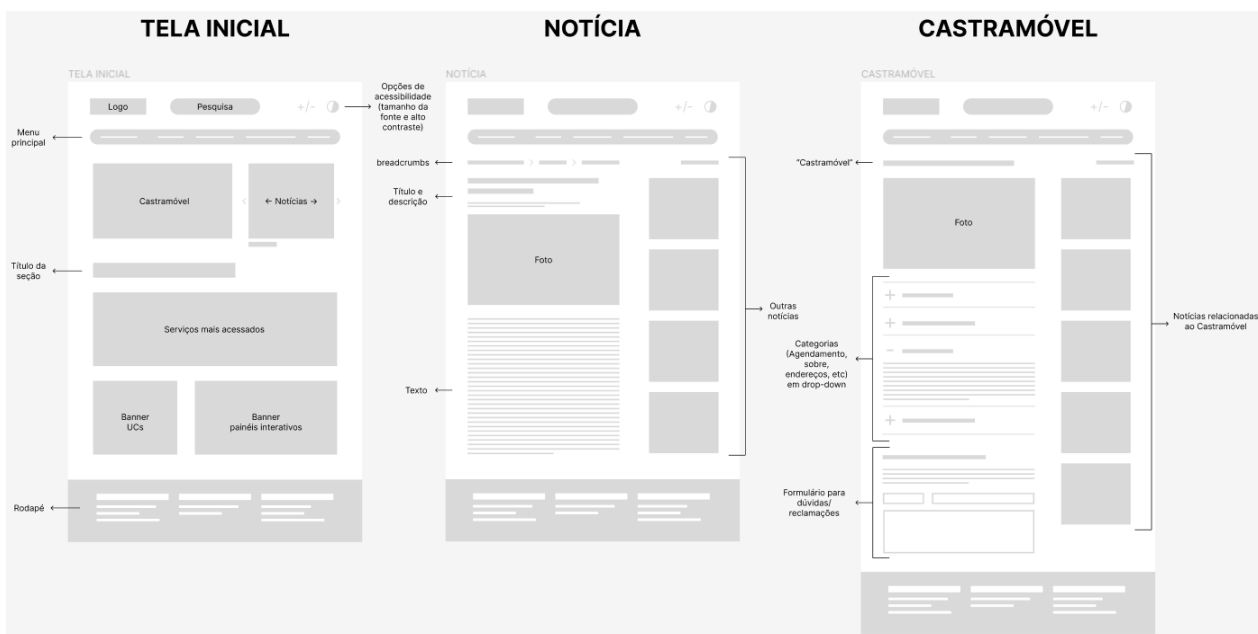 TELA INICIAL
NOTÍCIA
CASTRAMÓVEL
TELA INICIAL
Logo
Pesquisa
+/-
Opções de
acessibilidade
(tamanho da
fonte e alto
contraste)
Menu
principal
Castramóvel
← Notícias →
Título da
seção
Serviços mais acessados
Banner
UCs
Banner
painéis interativos
Rodapé
NOTÍCIA
+/-
breadcrumbs
Título e
descrição
Foto
Texto
Outras
notícias
CASTRAMÓVEL
+/-
"Castramóvel"
Foto
Categorias
(Agendamento,
sobre,
endereços, etc)
em drop-down
Formulário para
dúvidas/
reclamações
Notícias relacionadas
ao Castramóvel